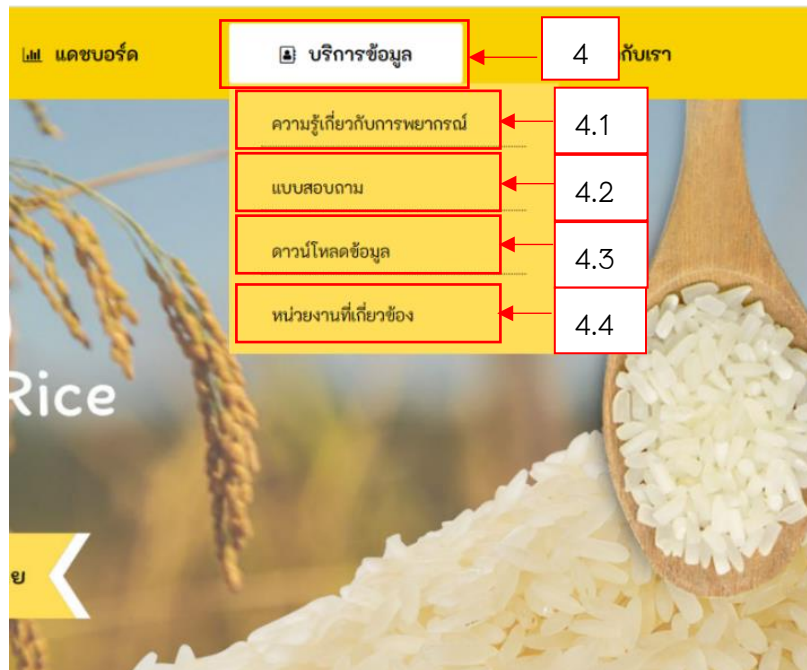 แดชบอร์ด บริการข้อมูล 4 กับเรา
ความรู้เกี่ยวกับการพยากรณ์ 4.1
แบบสอบถาม 4.2
ดาวน์โหลดข้อมูล 4.3
หน่วยงานที่เกี่ยวข้อง 4.4
Rice
ย